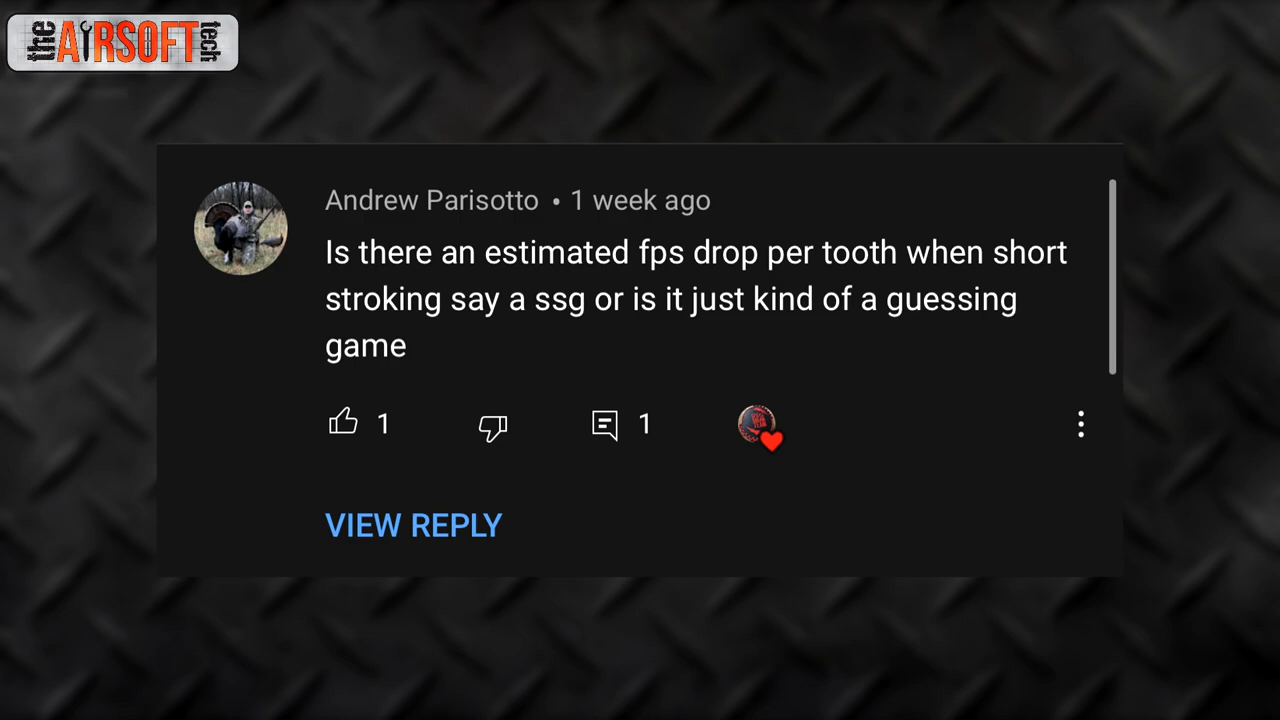 the AIRSOFT tech
Andrew Parisotto • 1 week ago
Is there an estimated fps drop per tooth when short
stroking say a ssg or is it just kind of a guessing
game
1
1
VIEW REPLY